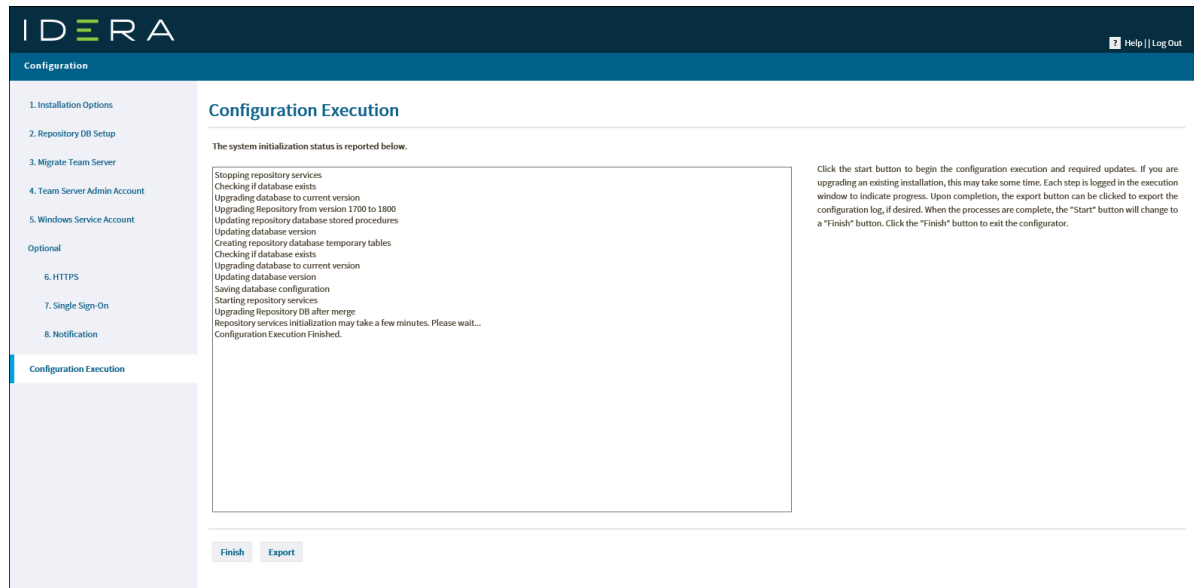 IDERA
? Help | | Log Out
Configuration
1. Installation Options
2. Repository DB Setup
3. Migrate Team Server
4. Team Server Admin Account
5. Windows Service Account
Optional
6. HTTPS
7. Single Sign-On
8. Notification
Configuration Execution
Configuration Execution
The system initialization status is reported below.
Stopping repository services
Checking if database exists
Upgrading database to current version
Upgrading Repository from version 1700 to 1800
Updating repository database stored procedures
Updating database version
Creating repository database temporary tables
Checking if database exists
Upgrading database to current version
Updating database version
Saving database configuration
Starting repository services
Upgrading Repository DB after merge
Repository services initialization may take a few minutes. Please wait...
Configuration Execution Finished.
Click the start button to begin the configuration execution and required updates. If you are
upgrading an existing installation, this may take some time. Each step is logged in the execution
window to indicate progress. Upon completion, the export button can be clicked to export the
configuration log, if desired. When the processes are complete, the "Start" button will change to
a "Finish" button. Click the "Finish" button to exit the configurator.
Finish
Export